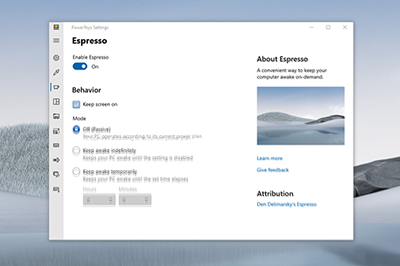 PowerToys Settings
Espresso
Enable Espresso
On
Behavior
Keep screen on
Mode
Off (Passive)
Your PC operates according to its current power plan
Keep awake indefinitely
Keeps your PC awake until the setting is disabled
Keep awake temporarily
Keeps your PC awake until the set time elapses
Hours
Minutes
About Espresso
A convenient way to keep your
computer awake on-demand.
Learn more
Give feedback
Attribution
Den Delimarsky's Espresso